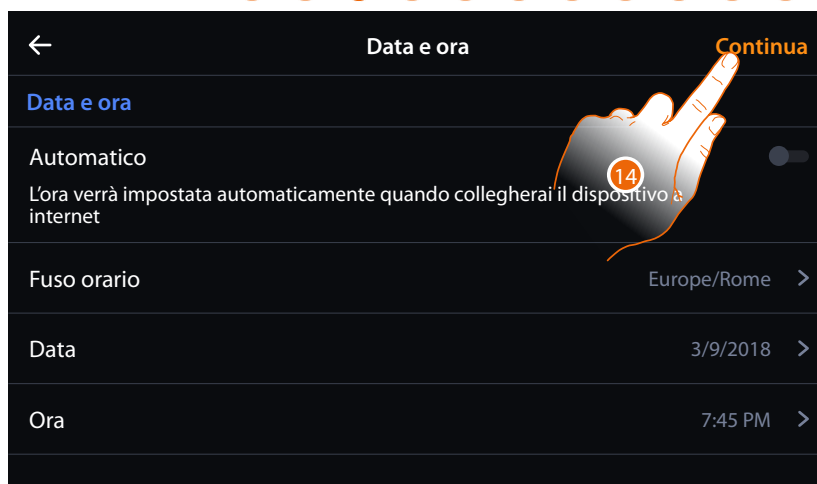 Data e ora
Continua
Data e ora
Automatico
14
L'ora verrà impostata automaticamente quando collegherai il dispositivo a
internet
Fuso orario
Europe/Rome
Data
3/9/2018
Ora
7:45 PM